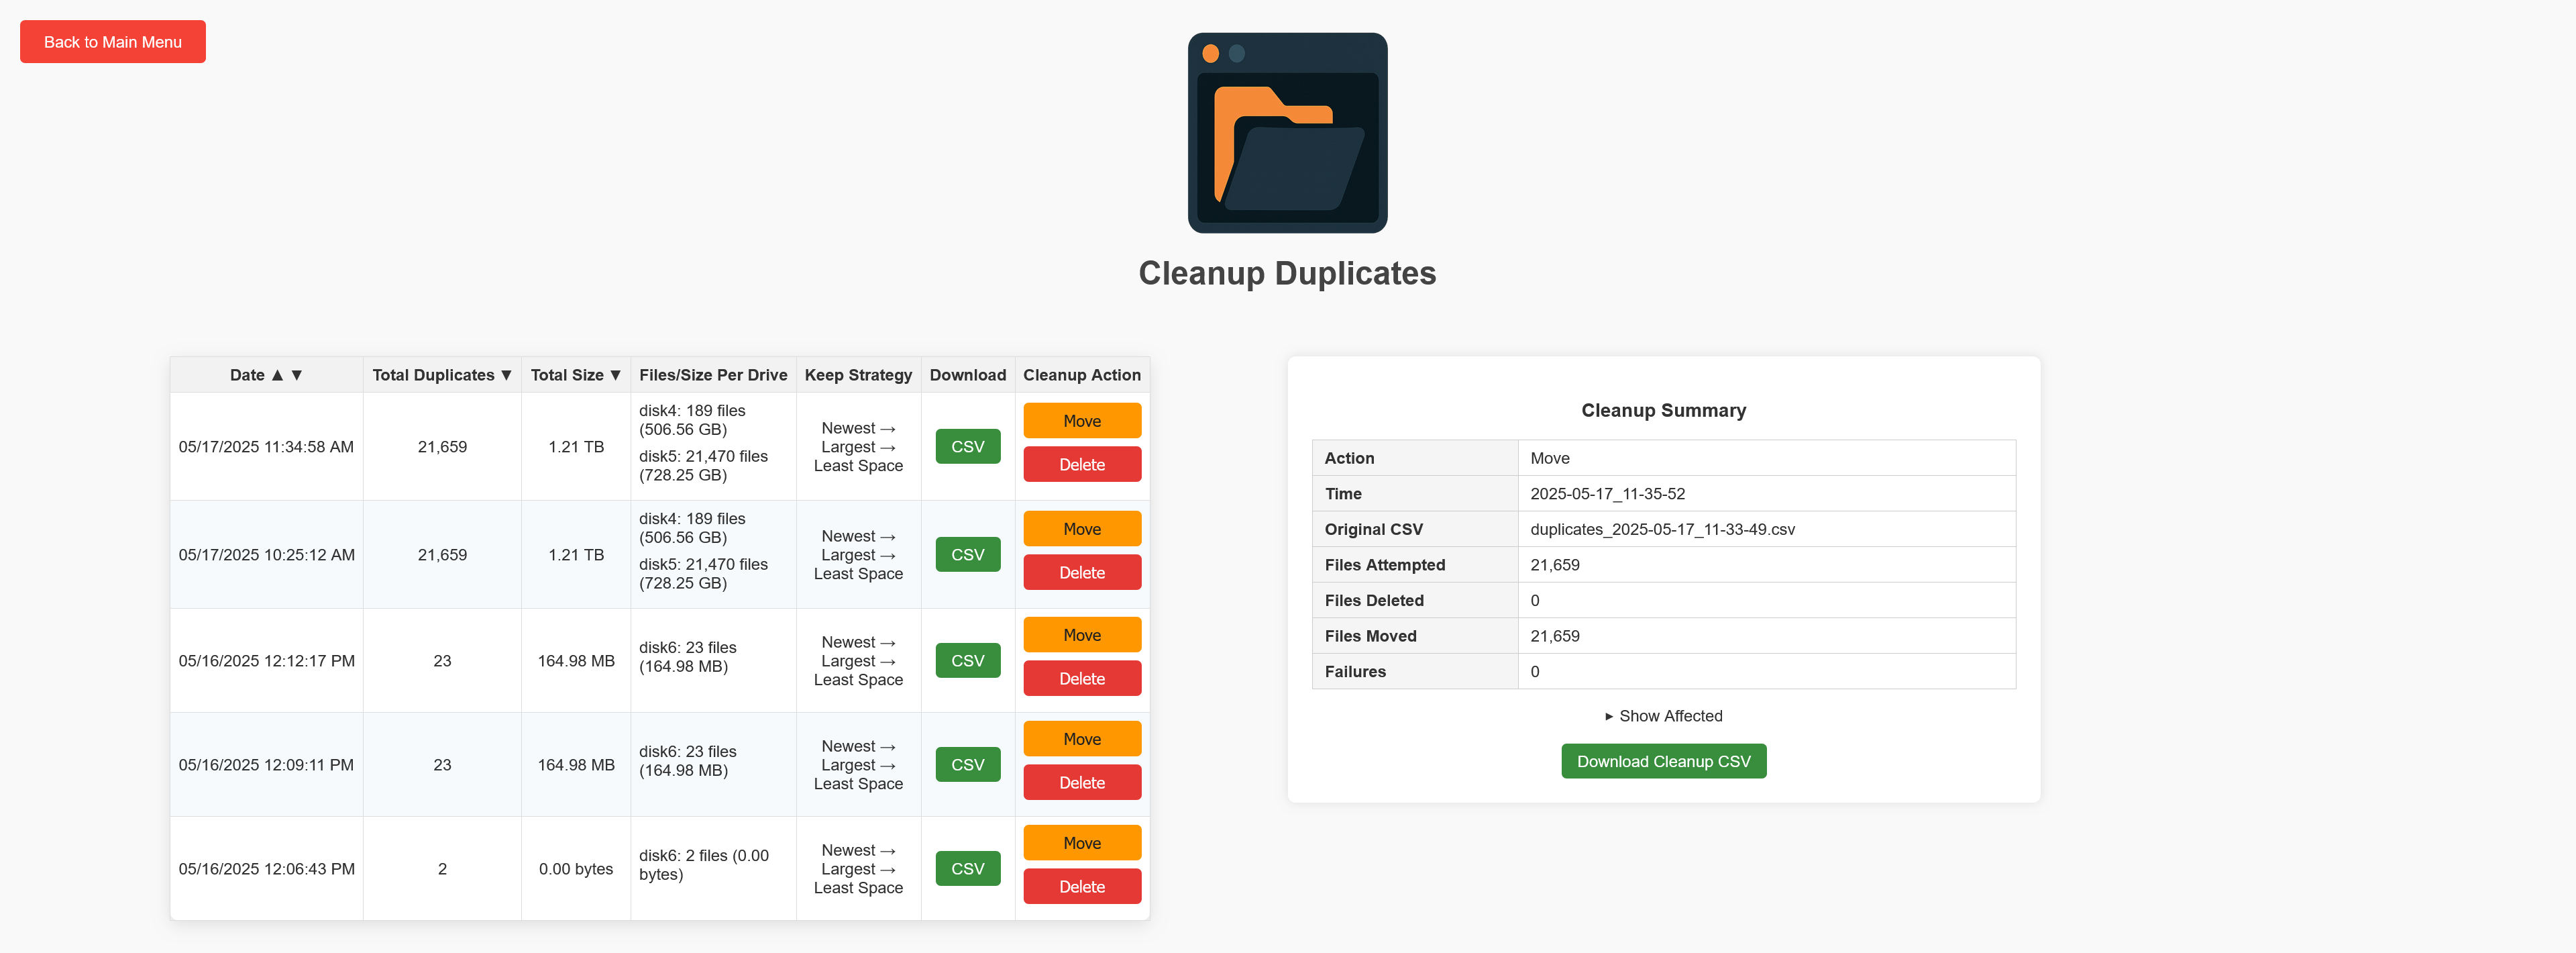 Back to Main Menu
Cleanup Duplicates
Date ▲ ▼
Total Duplicates ▼
Total Size ▼
Files/Size Per Drive
Keep Strategy
Download
Cleanup Action
05/17/2025 11:34:58 AM
21,659
1.21 TB
disk4: 189 files
(506.56 GB)
disk5: 21,470 files
(728.25 GB)
Newest →
Largest →
Least Space
CSV
Move
Delete
05/17/2025 10:25:12 AM
21,659
1.21 TB
disk4: 189 files
(506.56 GB)
disk5: 21,470 files
(728.25 GB)
Newest →
Largest →
Least Space
CSV
Move
Delete
05/16/2025 12:12:17 PM
23
164.98 MB
disk6: 23 files
(164.98 MB)
Newest →
Largest →
Least Space
CSV
Move
Delete
05/16/2025 12:09:11 PM
23
164.98 MB
disk6: 23 files
(164.98 MB)
Newest →
Largest →
Least Space
CSV
Move
Delete
05/16/2025 12:06:43 PM
2
0.00 bytes
disk6: 2 files (0.00
bytes)
Newest →
Largest →
Least Space
CSV
Move
Delete
Cleanup Summary
Action Move
Time 2025-05-17_11-35-52
Original CSV duplicates_2025-05-17_11-33-49.csv
Files Attempted 21,659
Files Deleted 0
Files Moved 21,659
Failures 0
▸ Show Affected
Download Cleanup CSV